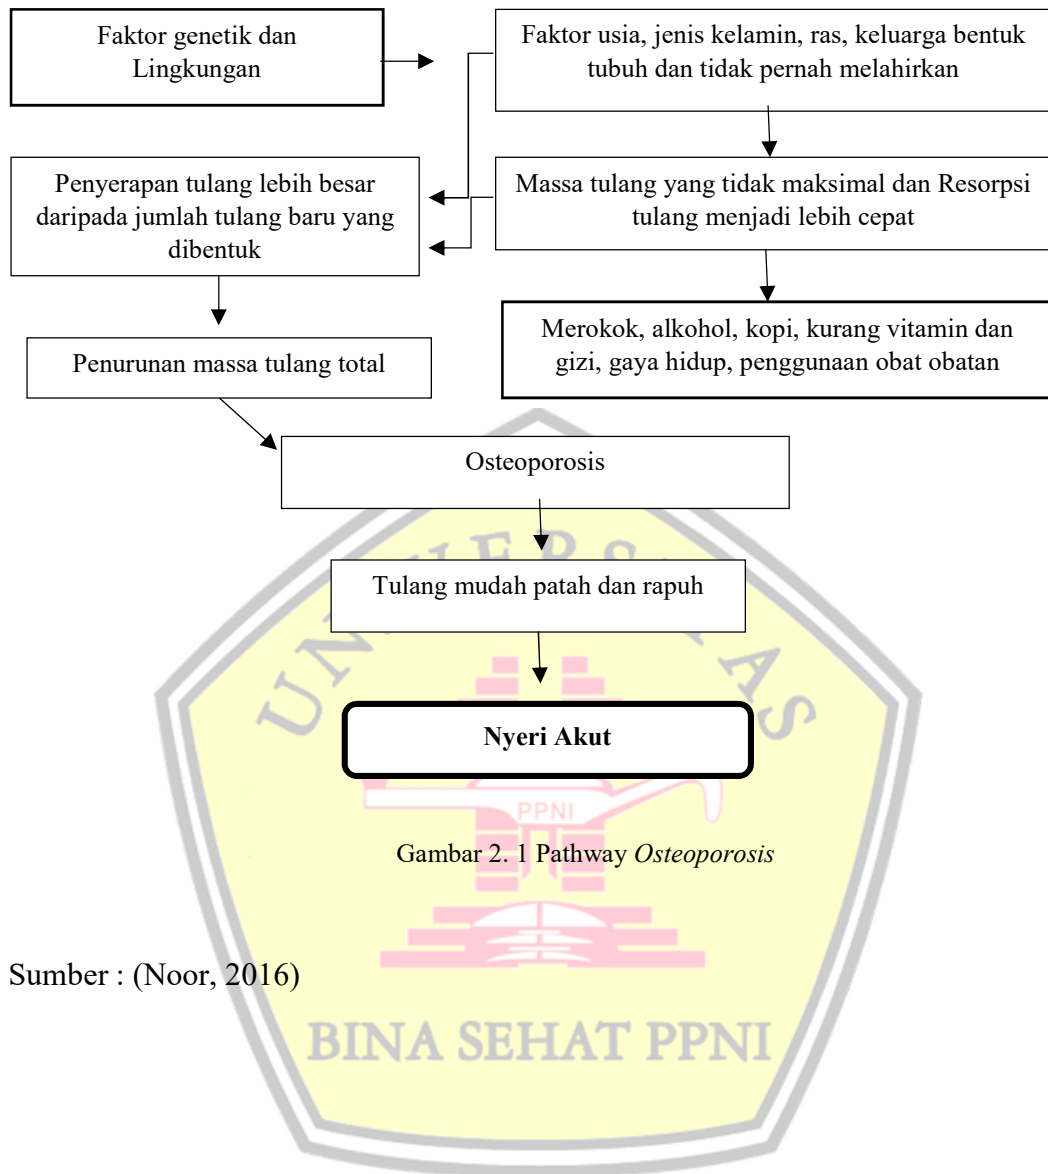 Faktor genetik dan
Lingkungan
Faktor usia, jenis kelamin, ras, keluarga bentuk
tubuh dan tidak pernah melahirkan
Penyerapan tulang lebih besar
daripada jumlah tulang baru yang
dibentuk
Massa tulang yang tidak maksimal dan Resorpsi
tulang menjadi lebih cepat
Merokok, alkohol, kopi, kurang vitamin dan
gizi, gaya hidup, penggunaan obat obatan
Penurunan massa tulang total
Osteoporosis
Tulang mudah patah dan rapuh
UNIVERSITAS
Nyeri Akut
PPNI
Gambar 2. 1 Pathway Osteoporosis
Sumber : (Noor, 2016)
BINA SEHAT PPNI